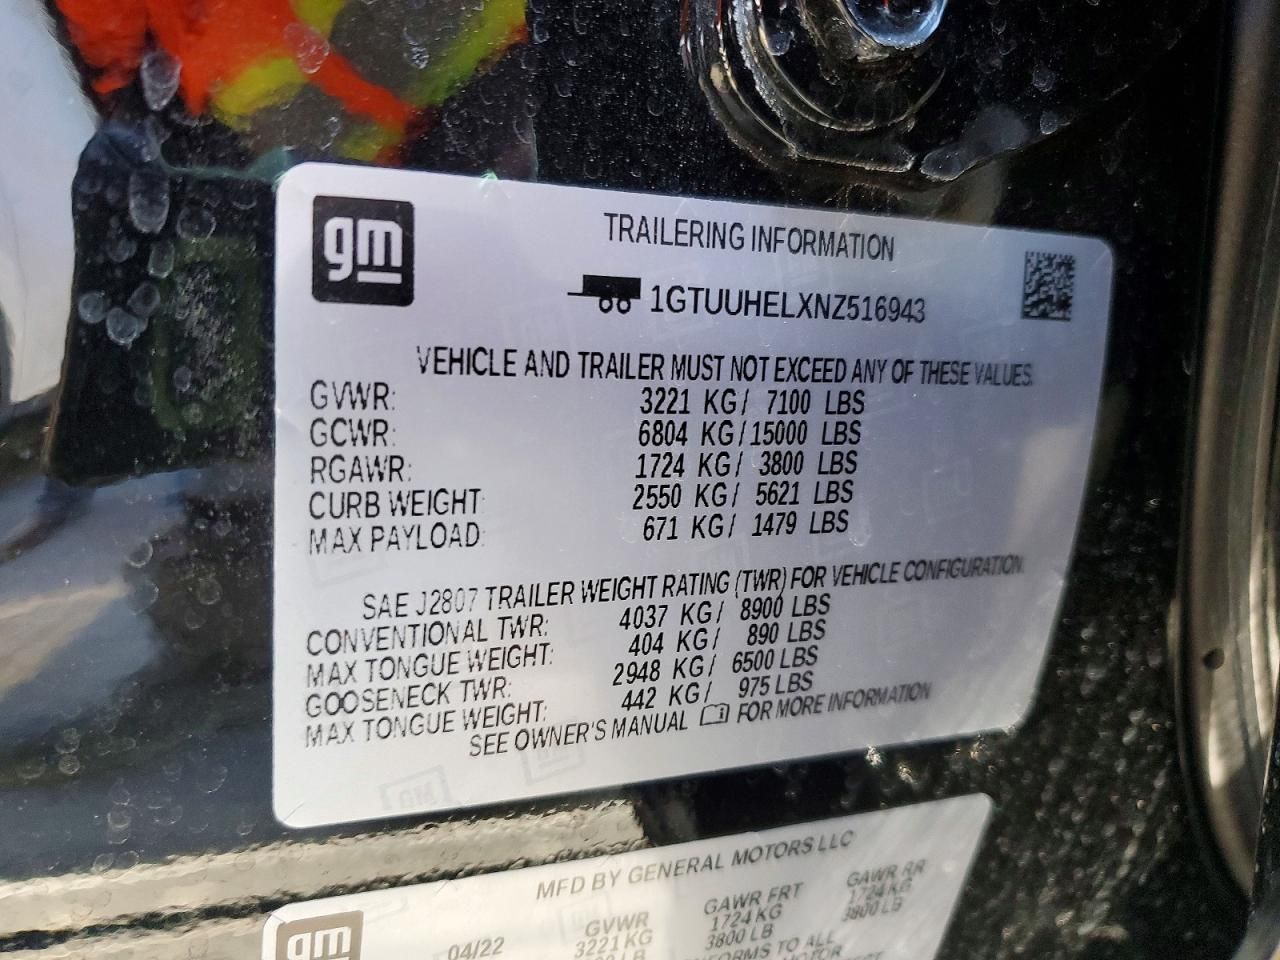 gm
TRAILERING INFORMATION
1GTUUHELXNZ516943
VEHICLE AND TRAILER MUST NOT EXCEED ANY OF THESE VALUES.
GVWR: 3221 KG/ 7100 LBS
GCWR: 6804 KG/15000 LBS
RGAWR: 1724 KG/ 3800 LBS
CURB WEIGHT: 2550 KG/ 5621 LBS
MAX PAYLOAD: 671 KG/ 1479 LBS
SAE J2807 TRAILER WEIGHT RATING (TWR) FOR VEHICLE CONFIGURATION.
CONVENTIONAL TWR: 4037 KG/ 8900 LBS
MAX TONGUE WEIGHT: 404 KG/ 890 LBS
GOOSENECK TWR: 2948 KG/ 6500 LBS
MAX TONGUE WEIGHT: 442 KG/ 975 LBS
SEE OWNER'S MANUAL FOR MORE INFORMATION
GM
MFD BY GENERAL MOTORS LLC
gm
04/22
GVWR GAWR FRT GAWR RR
3221 KG 1724 KG 1724 KG
LB 3800 LB 3800 LB
TO ALL